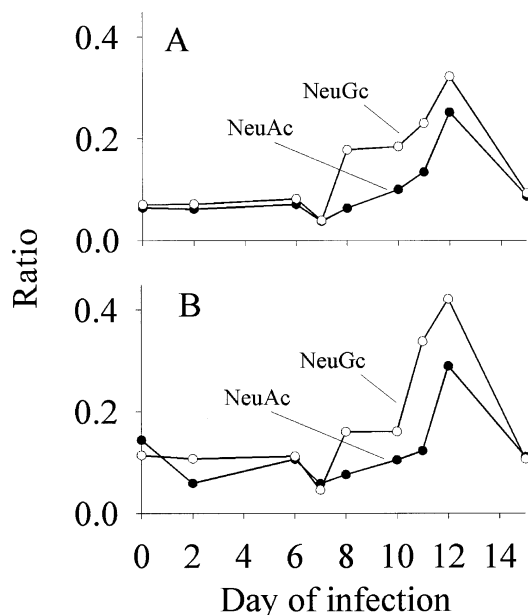 0.4
A
NeuGc
NeuAc
0.2
0.0
Ratio
0.4
B
NeuGc
NeuAc
0.2
0.0
0 2 4 6 8 10 12 14
Day of infection